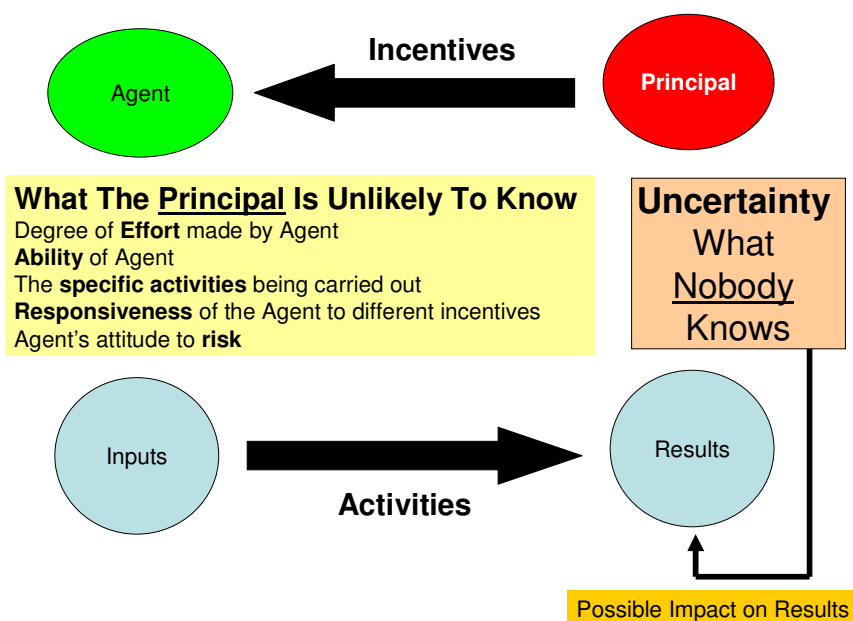 Incentives
Agent
Principal
What The Principal Is Unlikely To Know
Degree of Effort made by Agent
Ability of Agent
The specific activities being carried out
Responsiveness of the Agent to different incentives
Agent's attitude to risk
Uncertainty
What
Nobody
Knows
Inputs
Results
Activities
Possible Impact on Results